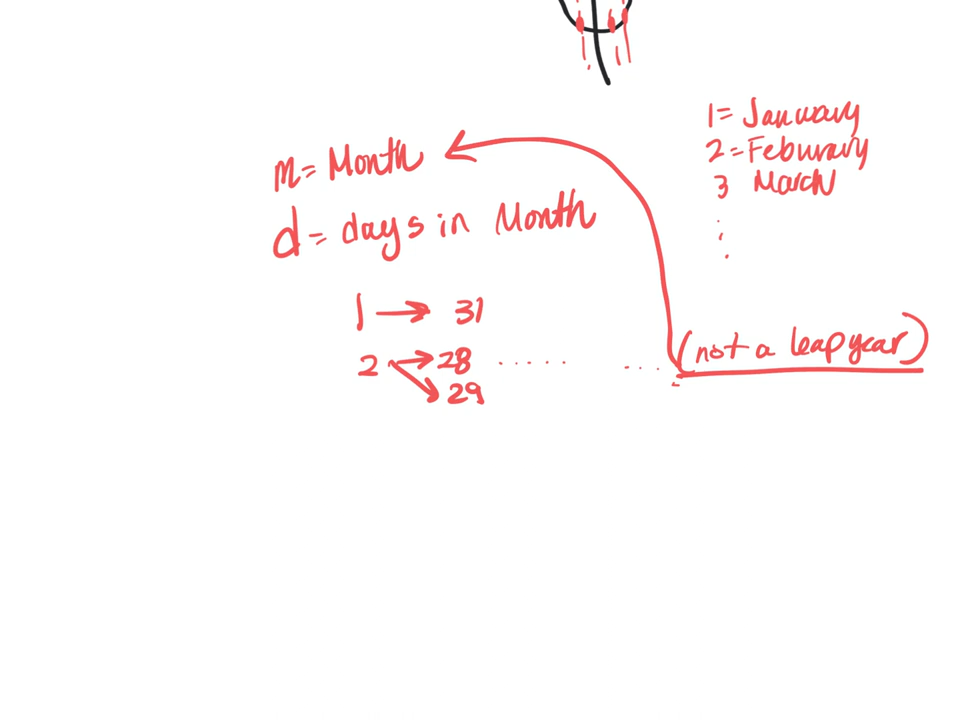 1 = January
m = Month
2 = Feburary
3 March
d = days in Month
1 → 31
(not a leap year)
2 → 28 ..... ....
29